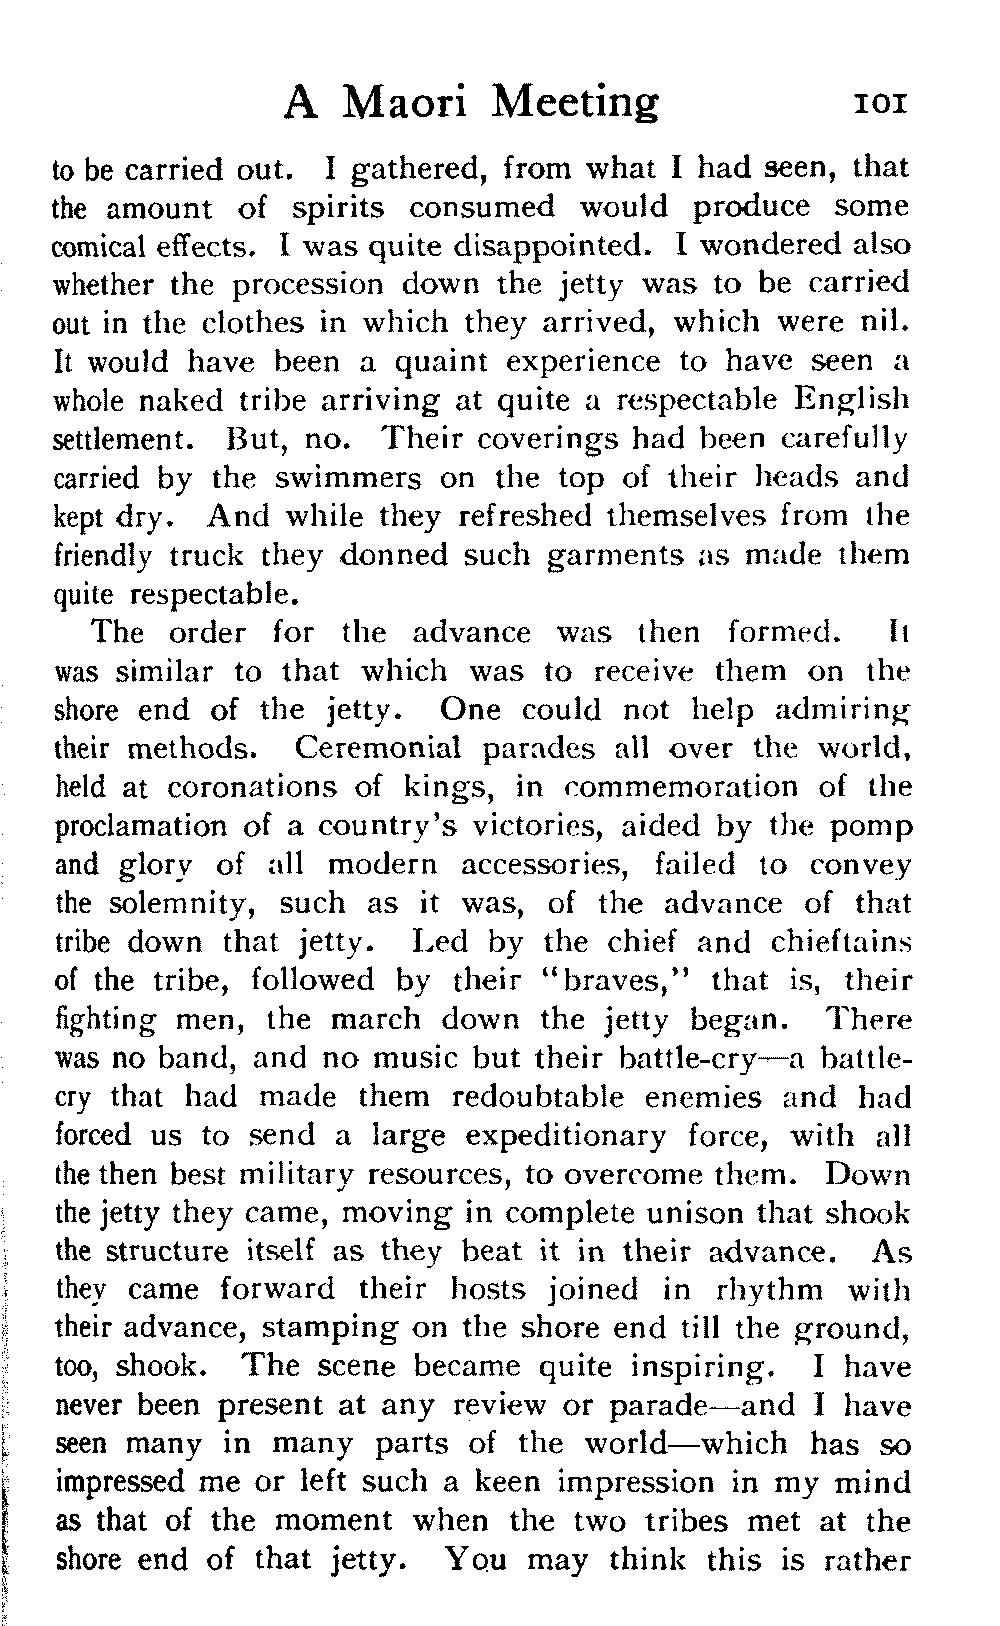 A Maori Meeting 101
to be carried out. I gathered, from what I had seen, that
the amount of spirits consumed would produce some
comical effects. I was quite disappointed. I wondered also
whether the procession down the jetty was to be carried
out in the clothes in which they arrived, which were nil.
It would have been a quaint experience to have seen a
whole naked tribe arriving at quite a respectable English
settlement. But, no. Their coverings had been carefully
carried by the swimmers on the top of their heads and
kept dry. And while they refreshed themselves from the
friendly truck they donned such garments as made them
quite respectable.
The order for the advance was then formed. It
was similar to that which was to receive them on the
shore end of the jetty. One could not help admiring
their methods. Ceremonial parades all over the world,
held at coronations of kings, in commemoration of the
proclamation of a country's victories, aided by the pomp
and glory of all modern accessories, failed to convey
the solemnity, such as it was, of the advance of that
tribe down that jetty. Led by the chief and chieftains
of the tribe, followed by their "braves," that is, their
fighting men, the march down the jetty began. There
was no band, and no music but their battle-cry—a battle-
cry that had made them redoubtable enemies and had
forced us to send a large expeditionary force, with all
the then best military resources, to overcome them. Down
the jetty they came, moving in complete unison that shook
the structure itself as they beat it in their advance. As
they came forward their hosts joined in rhythm with
their advance, stamping on the shore end till the ground,
too, shook. The scene became quite inspiring. I have
never been present at any review or parade—and I have
seen many in many parts of the world—which has so
impressed me or left such a keen impression in my mind
as that of the moment when the two tribes met at the
shore end of that jetty. You may think this is rather